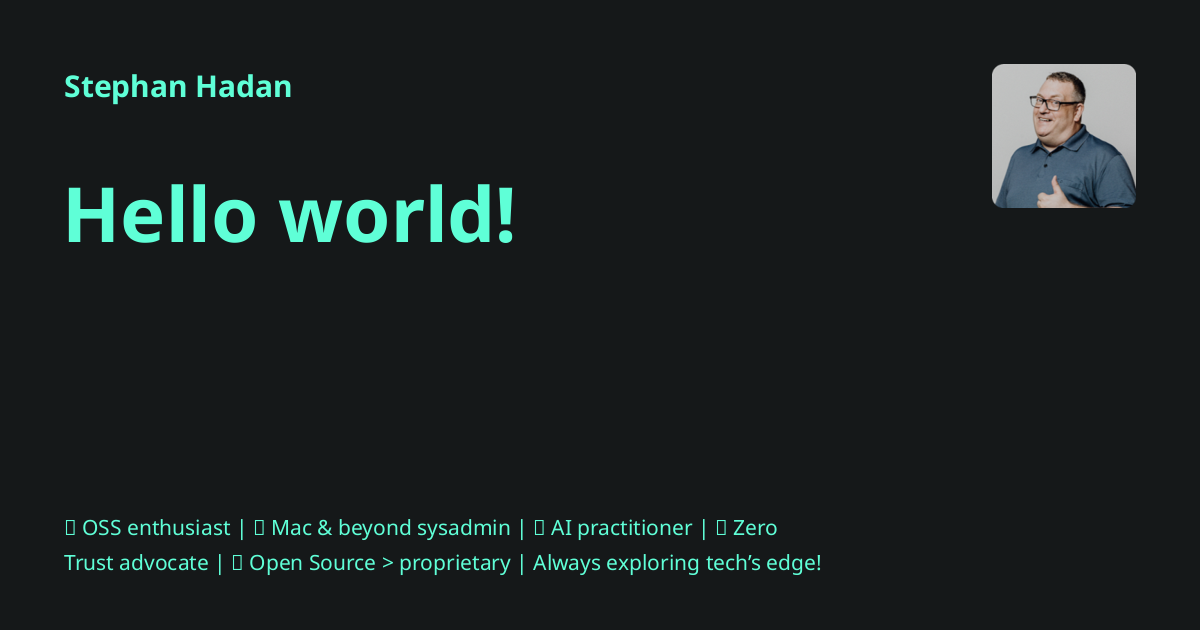 Stephan Hadan
Hello world!
▯ OSS enthusiast | ▯ Mac & beyond sysadmin | ▯ AI practitioner | ▯ Zero
Trust advocate | ▯ Open Source > proprietary | Always exploring tech’s edge!